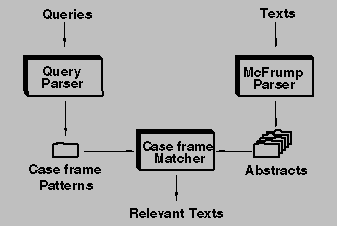 Queries
Texts
Query
Parser
McFrump
Parser
Case frame
Matcher
Case frame
Patterns
Abstracts
Relevant Texts